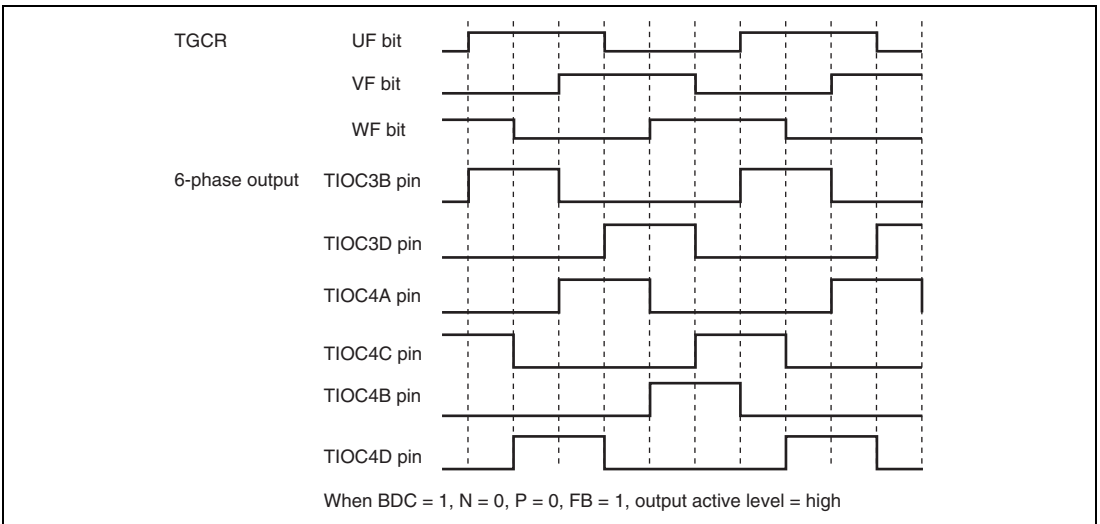 TGCR UF bit
VF bit
WF bit
6-phase output TIOC3B pin
TIOC3D pin
TIOC4A pin
TIOC4C pin
TIOC4B pin
TIOC4D pin
When BDC = 1, N = 0, P = 0, FB = 1, output active level = high